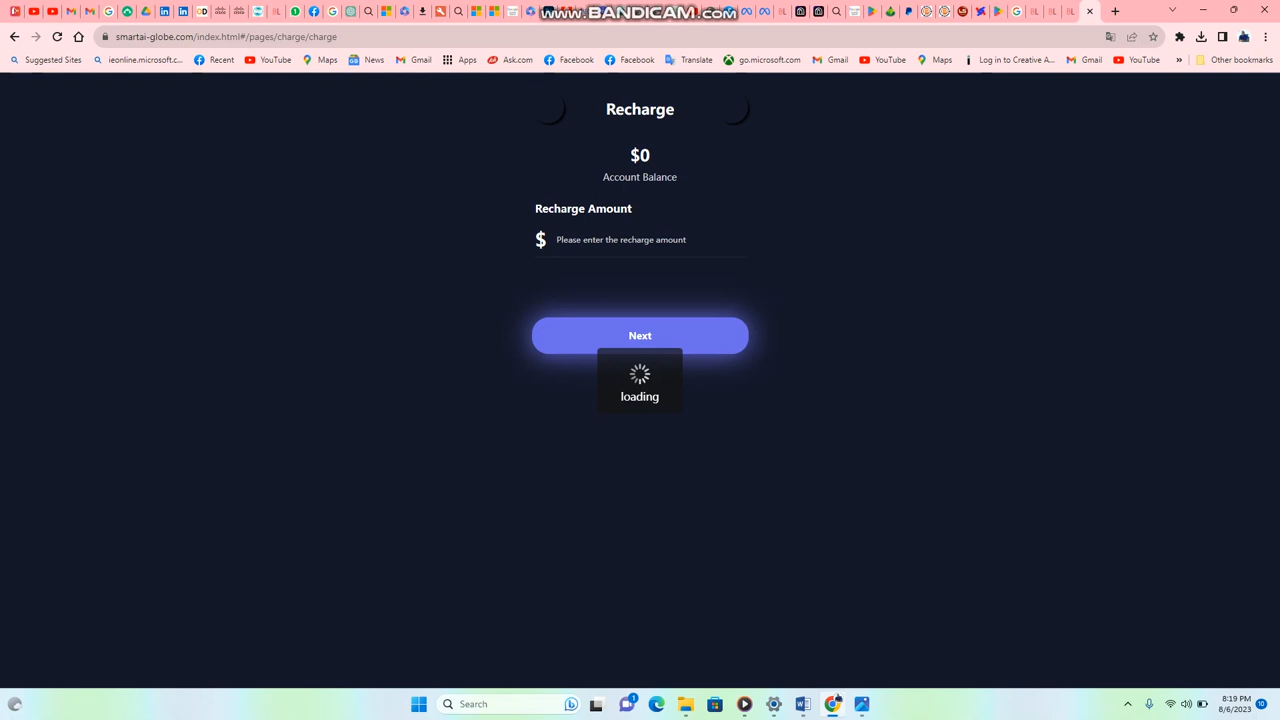 www.BANDICAM.com
smartai-globe.com/index.html#/pages/charge/charge
Suggested Sites ieonline.microsoft.c... Recent YouTube Maps Gmail News Apps Ask.com Facebook Facebook Translate go.microsoft.com Gmail YouTube Maps Log in to Creative A... Gmail YouTube » Other bookmarks
Recharge
$0
Account Balance
Recharge Amount
$ Please enter the recharge amount
Next
loading
Search
8:19 PM
8/6/2023